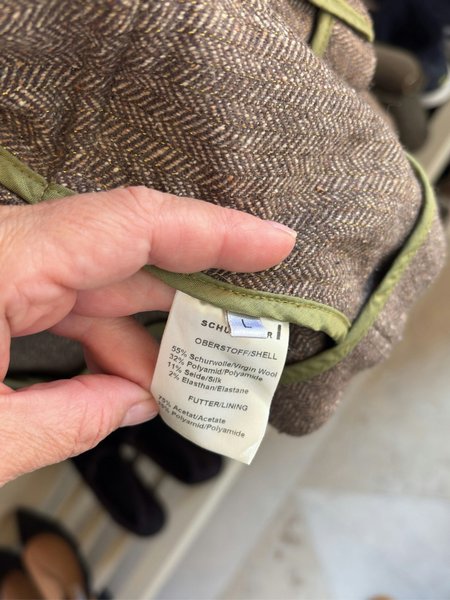 L
OBERSTOFF/SHELL
55% Schurwolle/Virgin Wool
32% Polyamid/Polyamide
11% Seide/Silk
2% Elasthan/Elastane
FUTTER/LINING
Acetat/Acetate
Polyamid/Polyamide